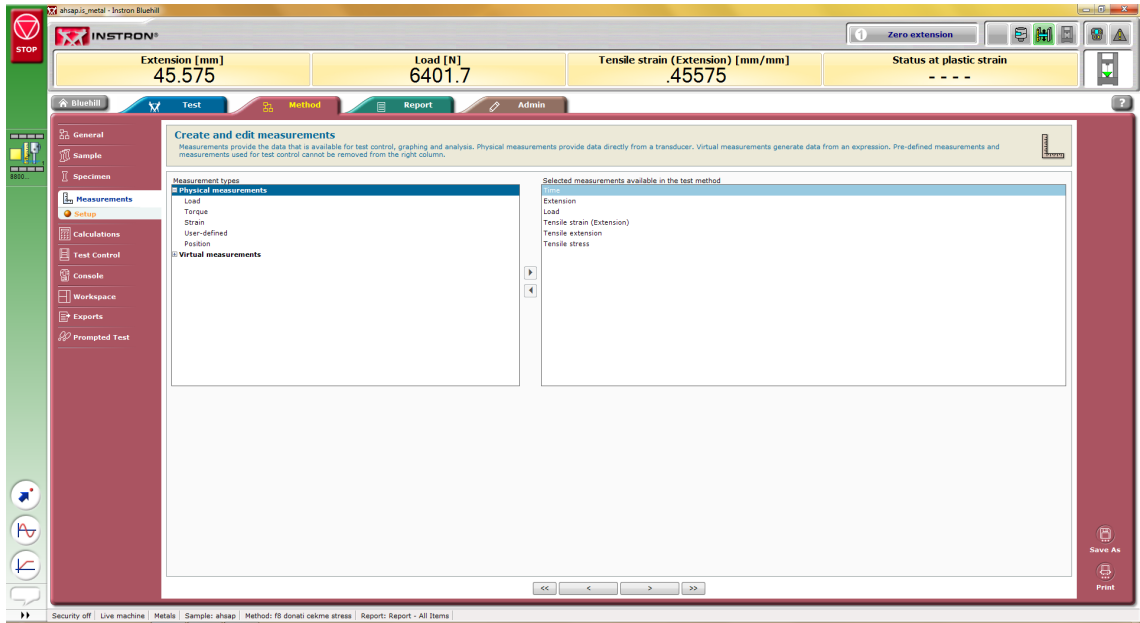 ahsap.is_metal - Instron Bluehill
STOP
INSTRON®
1 Zero extension
Extension [mm]
45.575
Load [N]
6401.7
Tensile strain (Extension) [mm/mm]
.45575
Status at plastic strain
- - - -
Bluehill
Test
Method
Report
Admin
?
8800...
General
Sample
Specimen
Measurements
Setup
Calculations
Test Control
Console
Workspace
Exports
Prompted Test
Create and edit measurements
Measurements provide the data that is available for test control, graphing and analysis. Physical measurements provide data directly from a transducer. Virtual measurements generate data from an expression. Pre-defined measurements and
measurements used for test control cannot be removed from the right column.
Measurement types
Physical measurements
Load
Torque
Strain
User-defined
Position
Virtual measurements
Selected measurements available in the test method
Time
Extension
Load
Tensile strain (Extension)
Tensile extension
Tensile stress
<< < > >>
Save As
Print
Security off Live machine Metals Sample: ahsap Method: f8 donati cekme stress Report: Report - All Items